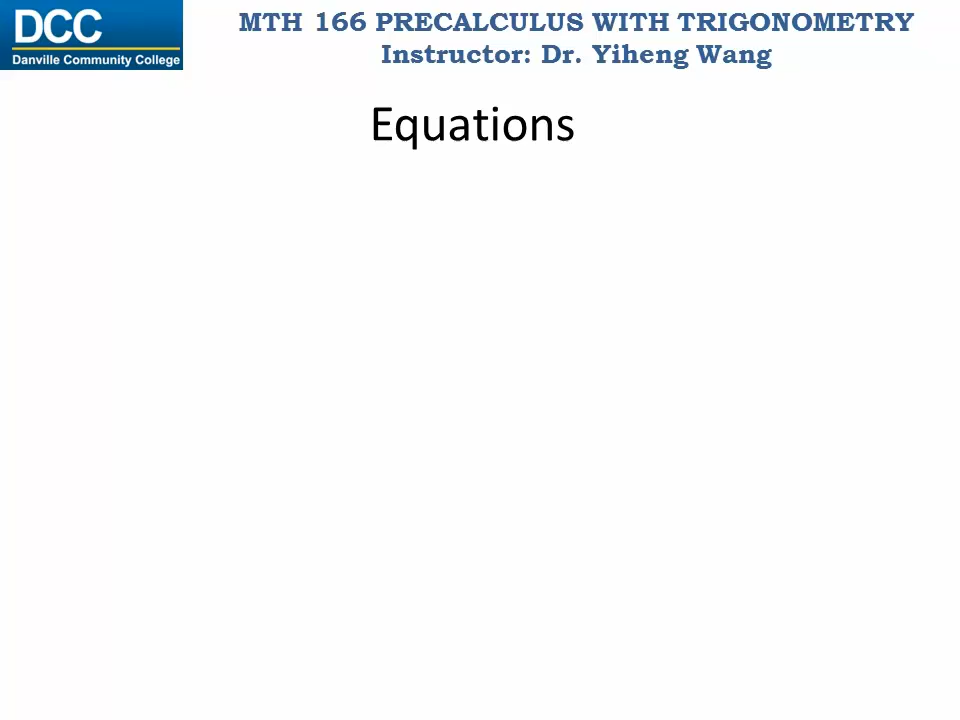 DCC
Danville Community College
MTH 166 PRECALCULUS WITH TRIGONOMETRY
Instructor: Dr. Yiheng Wang
Equations